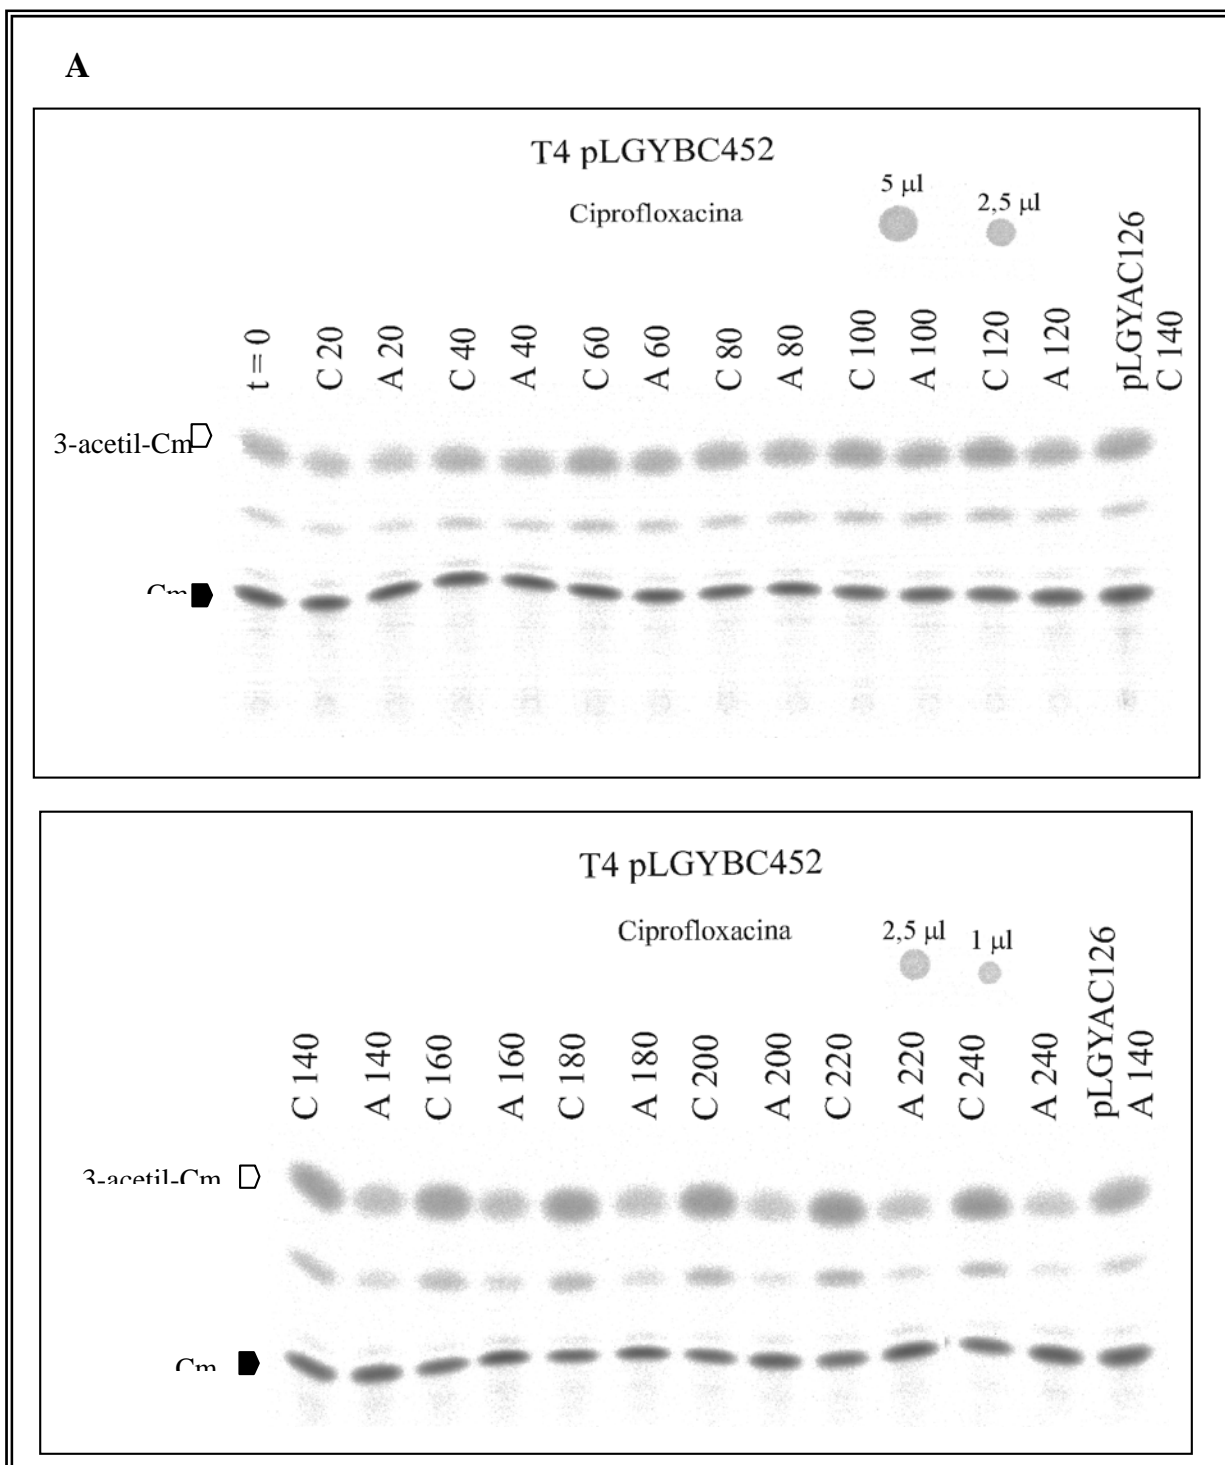 A
T4 pLGYBC452
Ciprofloxacina
5 µl
2,5 µl
t = 0
C 20
A 20
C 40
A 40
C 60
A 60
C 80
A 80
C 100
A 100
C 120
A 120
pLGYAC126
C 140
3-acetil-Cm
Cm
T4 pLGYBC452
Ciprofloxacina
2,5 µl
1 µl
C 140
A 140
C 160
A 160
C 180
A 180
C 200
A 200
C 220
A 220
C 240
A 240
pLGYAC126
A 140
3-acetil-Cm
Cm